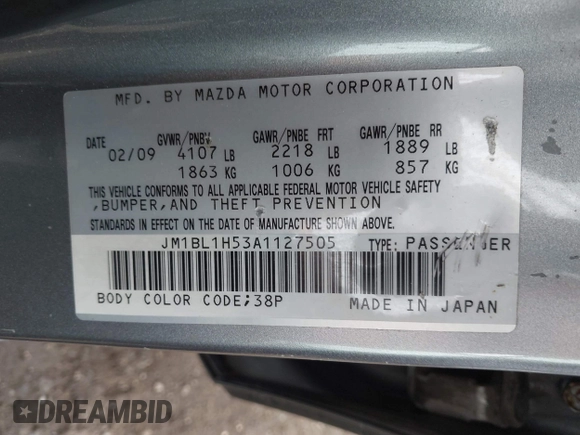 MFD. BY MAZDA MOTOR CORPORATION
DATE GVWR/PNBV GAWR/PNBE FRT GAWR/PNBE RR
02/09 4107 LB 2218 LB 1889 LB
1863 KG 1006 KG 857 KG
THIS VEHICLE CONFORMS TO ALL APPLICABLE FEDERAL MOTOR VEHICLE SAFETY
,BUMPER,AND THEFT PREVENTION
STANDARDS IN EFFECT ON THE DATE OF MANUFACTURE SHOWN ABOVE.
JM1BL1H53A1127505 TYPE: PASSENGER
BODY COLOR CODE;38P MADE IN JAPAN
DREAMBID